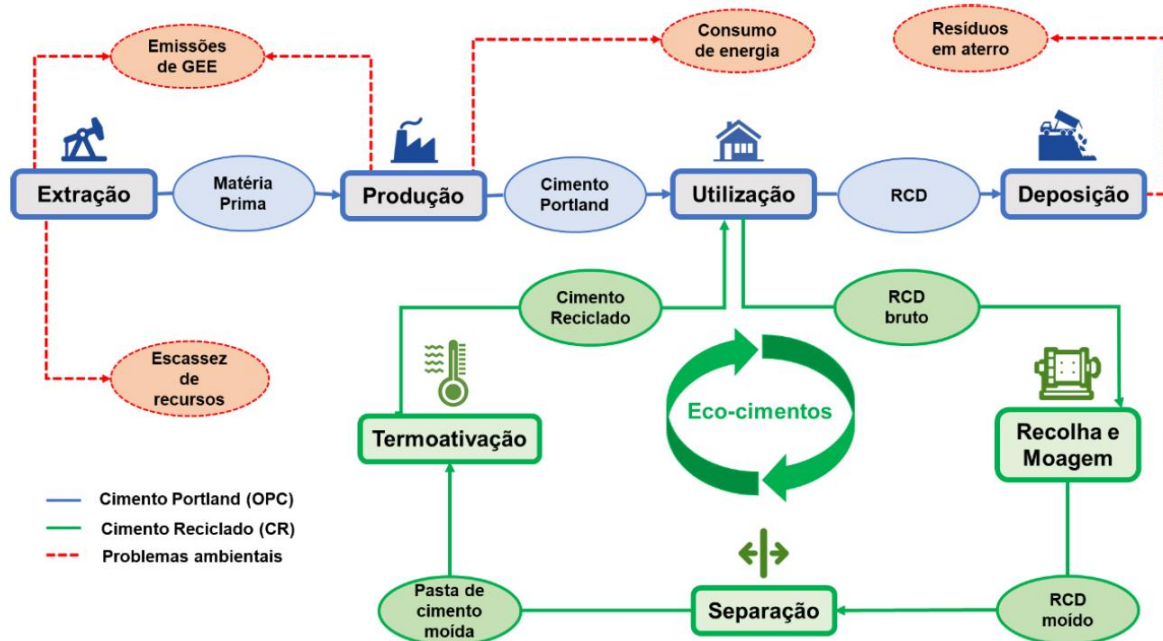 Emissões
de GEE
Consumo
de energia
Resíduos
em aterro
Extração
Matéria
Prima
Produção
Cimento
Portland
Utilização
RCD
Deposição
Cimento
Reciclado
RCD
bruto
Escassez
de
recursos
Eco-cimentos
Termoativação
Recolha e
Moagem
Cimento Portland (OPC)
Cimento Reciclado (CR)
Problemas ambientais
Pasta de
cimento
moída
Separação
RCD
moído